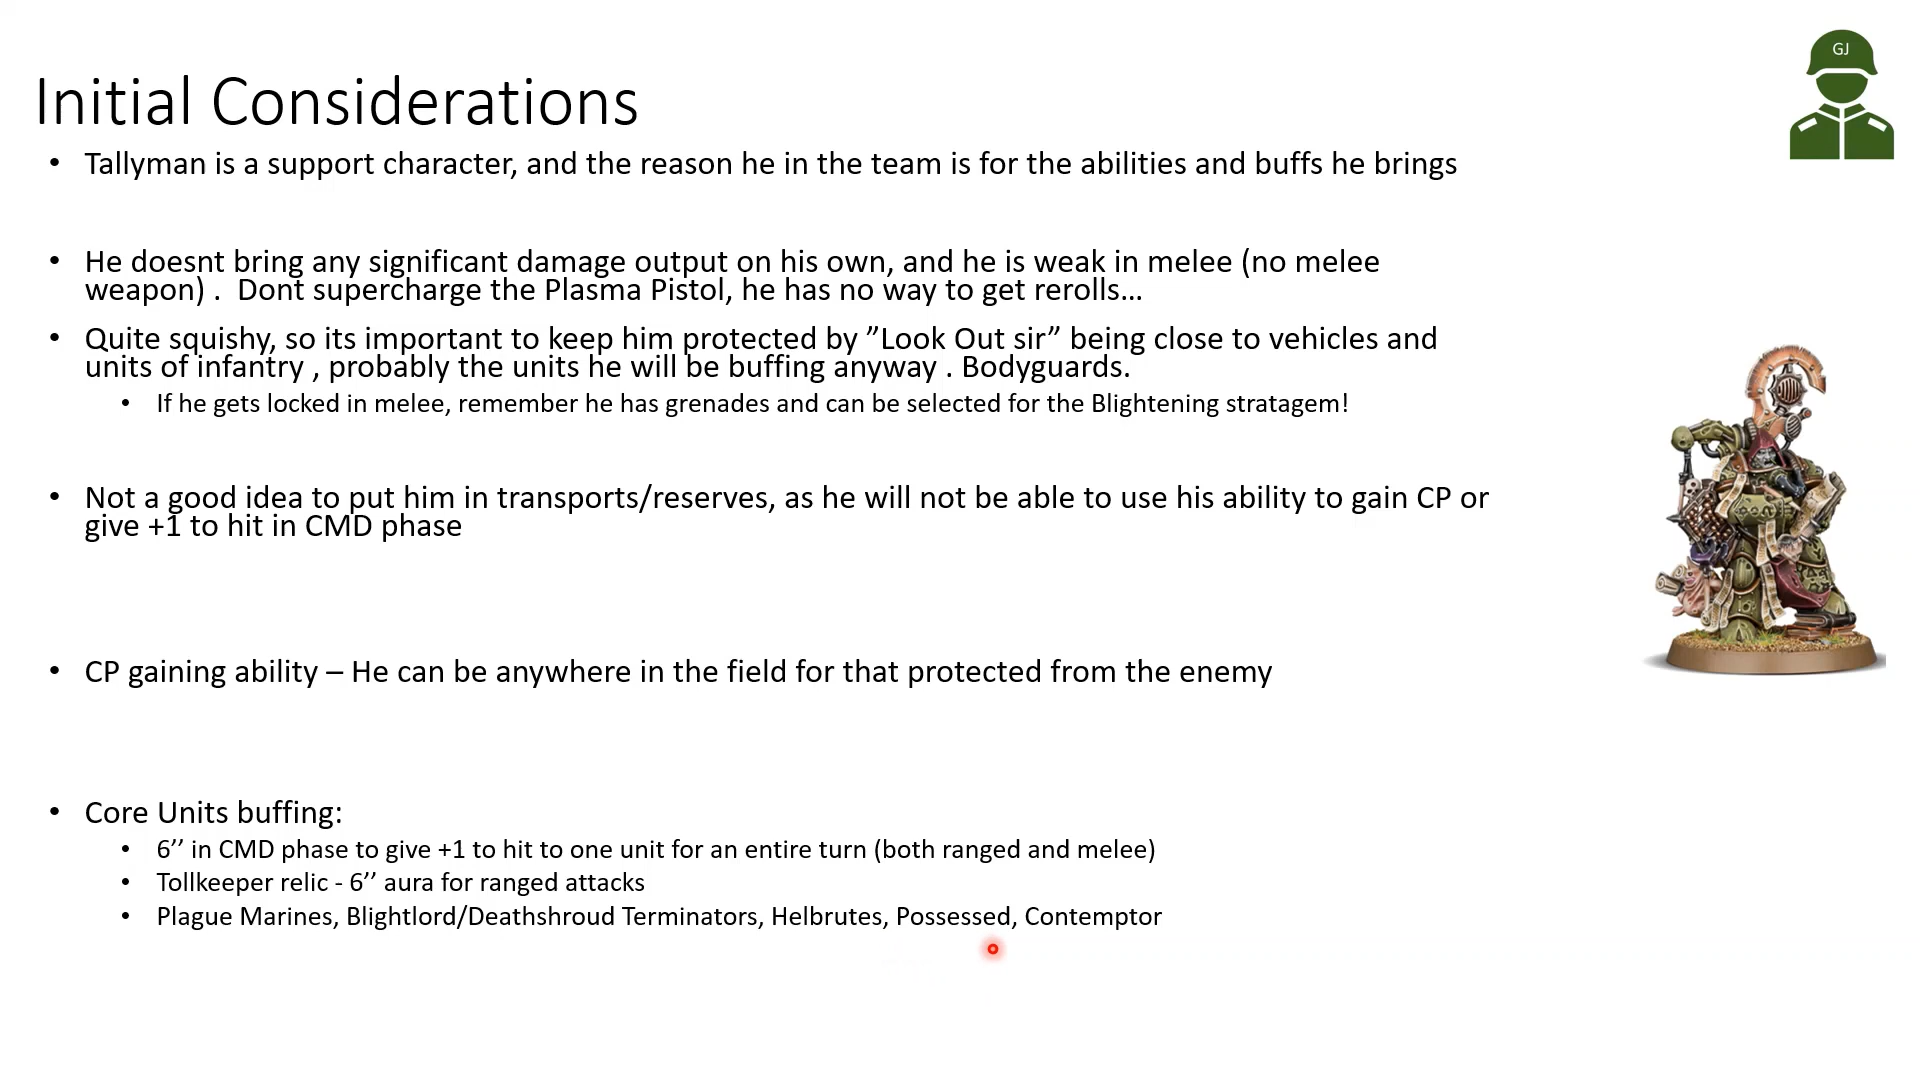 GJ
Initial Considerations
• Tallyman is a support character, and the reason he in the team is for the abilities and buffs he brings
• He doesnt bring any significant damage output on his own, and he is weak in melee (no melee
weapon) .  Dont supercharge the Plasma Pistol, he has no way to get rerolls…
• Quite squishy, so its important to keep him protected by ”Look Out sir” being close to vehicles and
units of infantry , probably the units he will be buffing anyway . Bodyguards.
• If he gets locked in melee, remember he has grenades and can be selected for the Blightening stratagem!
• Not a good idea to put him in transports/reserves, as he will not be able to use his ability to gain CP or
give +1 to hit in CMD phase
• CP gaining ability – He can be anywhere in the field for that protected from the enemy
• Core Units buffing:
• 6’’ in CMD phase to give +1 to hit to one unit for an entire turn (both ranged and melee)
• Tollkeeper relic - 6’’ aura for ranged attacks
• Plague Marines, Blightlord/Deathshroud Terminators, Helbrutes, Possessed, Contemptor